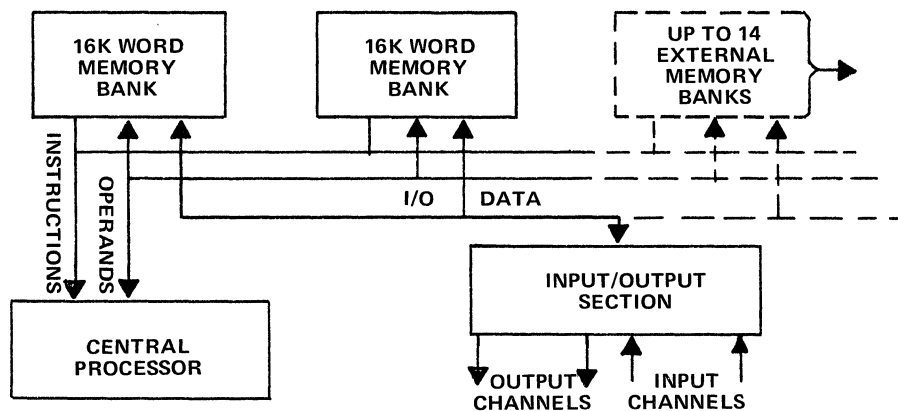 16K WORD
MEMORY
BANK
16K WORD
MEMORY
BANK
UP TO 14
EXTERNAL
MEMORY
BANKS
INSTRUCTIONS
OPERANDS
I/O DATA
INPUT/OUTPUT
SECTION
CENTRAL
PROCESSOR
OUTPUT
CHANNELS
INPUT
CHANNELS